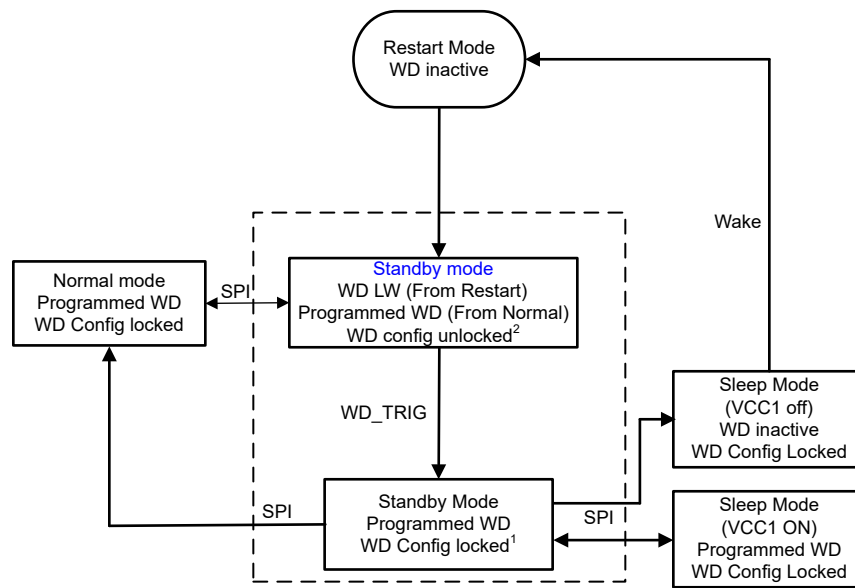 Restart Mode
WD inactive
Wake
Standby mode
WD LW (From Restart)
Programmed WD (From Normal)
WD config unlocked²
Normal mode
Programmed WD
WD Config locked
SPI
WD_TRIG
Sleep Mode
(VCC1 off)
WD inactive
WD Config Locked
Standby Mode
Programmed WD
WD Config locked¹
SPI
SPI
Sleep Mode
(VCC1 ON)
Programmed WD
WD Config Locked